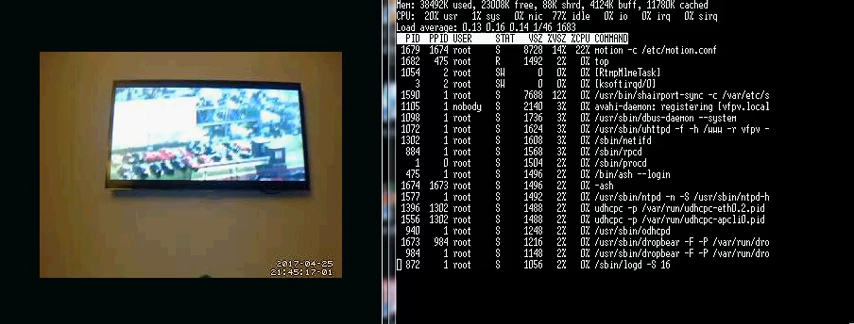 2017-04-25
21:45:17-01
Mem: 38492K used, 23008K free, 88K shrd, 4124K buff, 11780K cached
CPU:  20% usr   1% sys   0% nic  77% idle   0% io   0% irq   0% sirq
Load average: 0.13 0.16 0.14 1/46 1683
PID PPID USER STAT VSZ %VSZ %CPU COMMAND
1679 1674 root S 8728 14% 22% motion -c /etc/motion.conf
1682 475 root R 1492 2% 0% top
1054 2 root SW 0 0% 0% [RtmpMlmeTask]
3 2 root SW 0 0% 0% [ksoftirqd/0]
1590 1 root S 7688 12% 0% /usr/bin/shairport-sync -c /var/etc/s
1105 1 nobody S 2140 3% 0% avahi-daemon: registering [vfpv.local
1098 1 root S 1736 3% 0% /usr/sbin/dbus-daemon --system
1072 1 root S 1624 3% 0% /usr/sbin/uhttpd -f -h /www -r vfpv -
1302 1 root S 1608 3% 0% /sbin/netifd
884 1 root S 1568 3% 0% /sbin/rpcd
1 0 root S 1504 2% 0% /sbin/procd
475 1 root S 1496 2% 0% /bin/ash --login
1674 1673 root S 1496 2% 0% -ash
1577 1 root S 1492 2% 0% /usr/sbin/ntpd -n -S /usr/sbin/ntpd-h
1396 1302 root S 1488 2% 0% udhcpc -p /var/run/udhcpc-eth0.2.pid
1556 1302 root S 1488 2% 0% udhcpc -p /var/run/udhcpc-apcli0.pid
940 1 root S 1248 2% 0% /usr/sbin/odhcpd
1673 984 root S 1216 2% 0% /usr/sbin/dropbear -F -P /var/run/dro
984 1 root S 1148 2% 0% /usr/sbin/dropbear -F -P /var/run/dro
872 1 root S 1056 2% 0% /sbin/logd -S 16